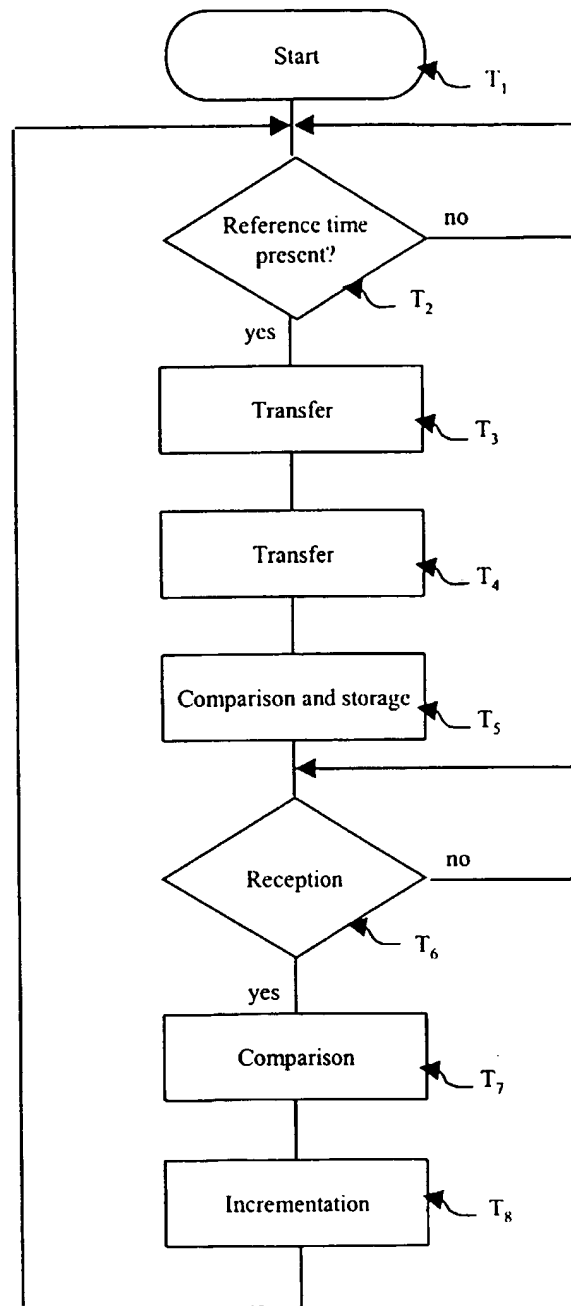 Start
T₁
Reference time
present?
no
T₂
yes
Transfer
T₃
Transfer
T₄
Comparison and storage
T₅
Reception
no
T₆
yes
Comparison
T₇
Incrementation
T₈